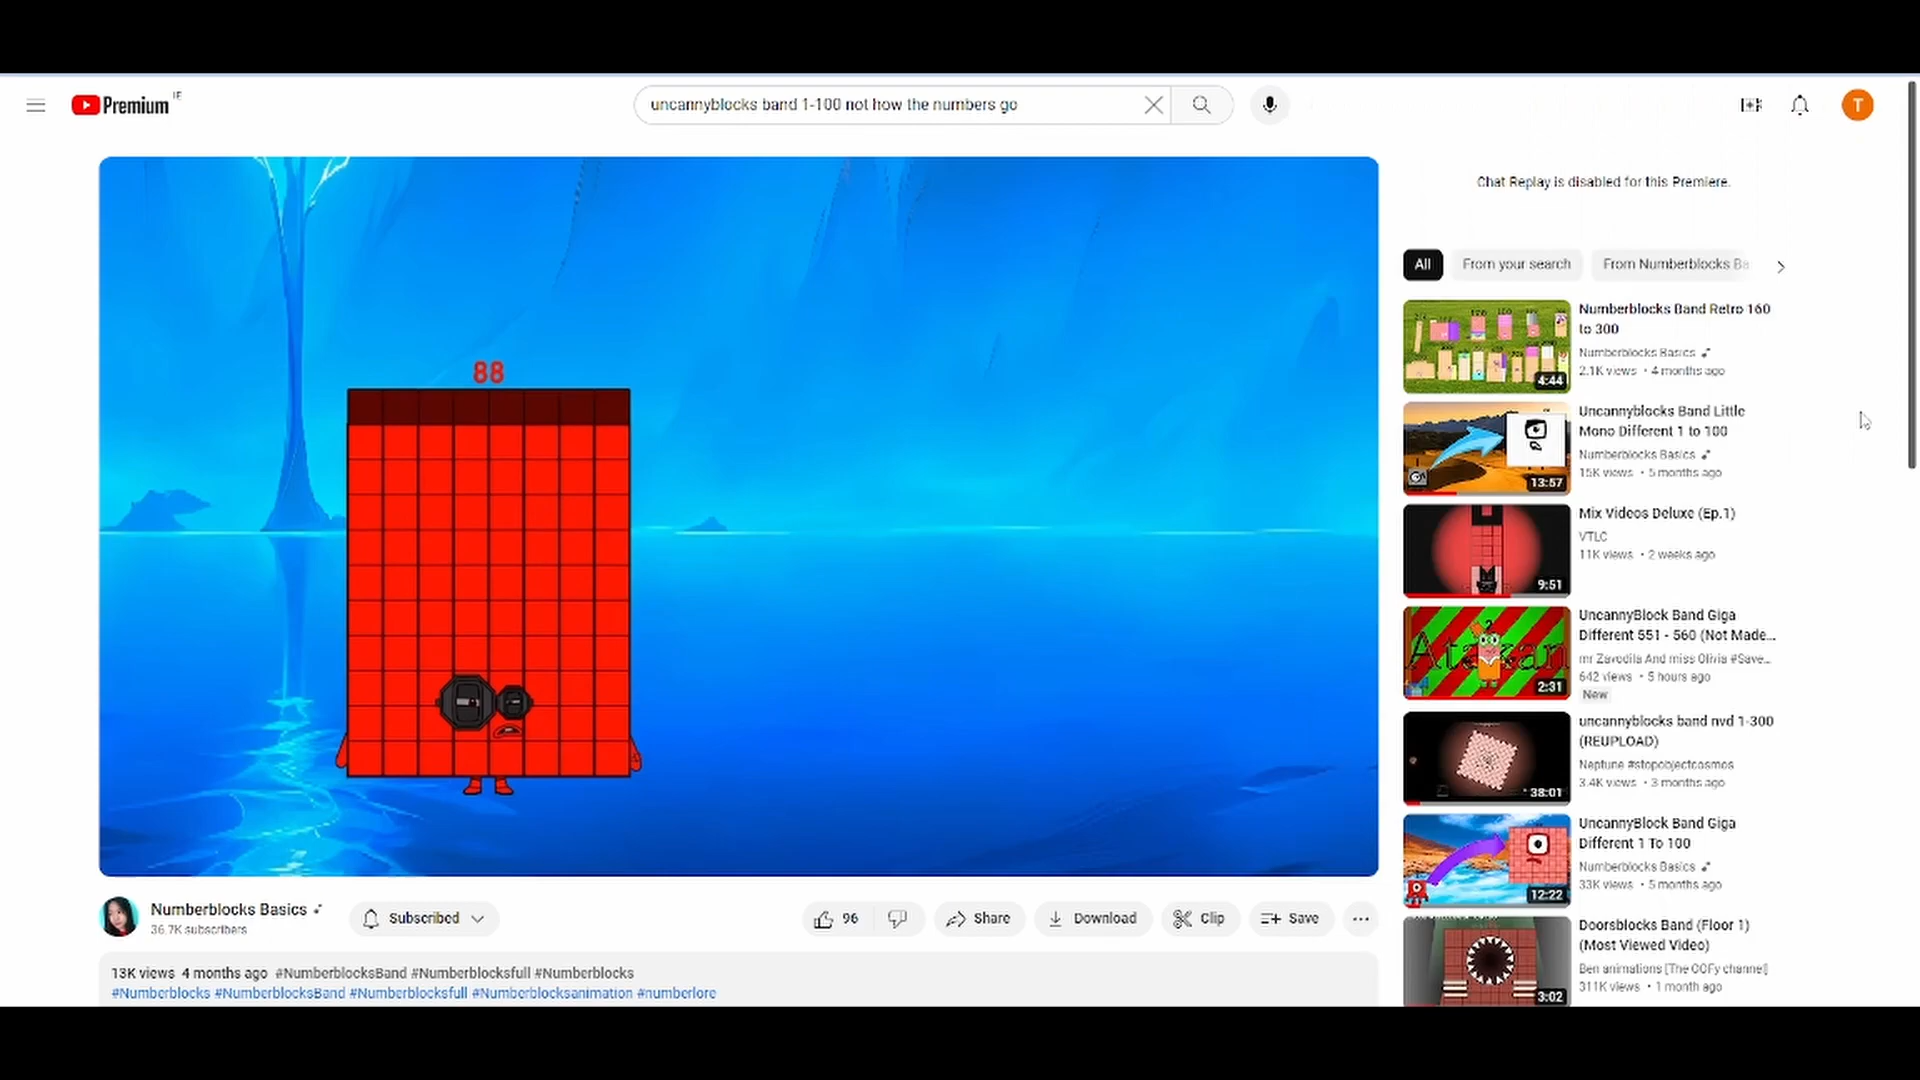 Premium IE
uncannyblocks band 1-100 not how the numbers go
T
Chat Replay is disabled for this Premiere.
All
From your search
From Numberblocks Ba
88
Numberblocks Band Retro 160
to 300
Numberblocks Basics
2.1K views • 4 months ago
4:44
Uncannyblocks Band Little
Mono Different 1 to 100
Numberblocks Basics
15K views • 5 months ago
13:57
Mix Videos Deluxe (Ep.1)
VTLC
11K views • 2 weeks ago
9:51
UncannyBlock Band Giga
Different 551 - 560 (Not Made...
mr Zavodila And miss Olivia #Save...
642 views • 5 hours ago
New
2:31
uncannyblocks band nvd 1-300
(REUPLOAD)
Neptune #stopobjectcosmos
3.4K views • 3 months ago
38:01
UncannyBlock Band Giga
Different 1 To 100
Numberblocks Basics
33K views • 5 months ago
12:22
Doorsblocks Band (Floor 1)
(Most Viewed Video)
Ben animations [The OOFy channel]
311K views • 1 month ago
3:02
Numberblocks Basics
36.7K subscribers
Subscribed
96
Share
Download
Clip
Save
13K views 4 months ago #NumberblocksBand #Numberblocksfull #Numberblocks
#Numberblocks #NumberblocksBand #Numberblocksfull #Numberblocksanimation #numberlore